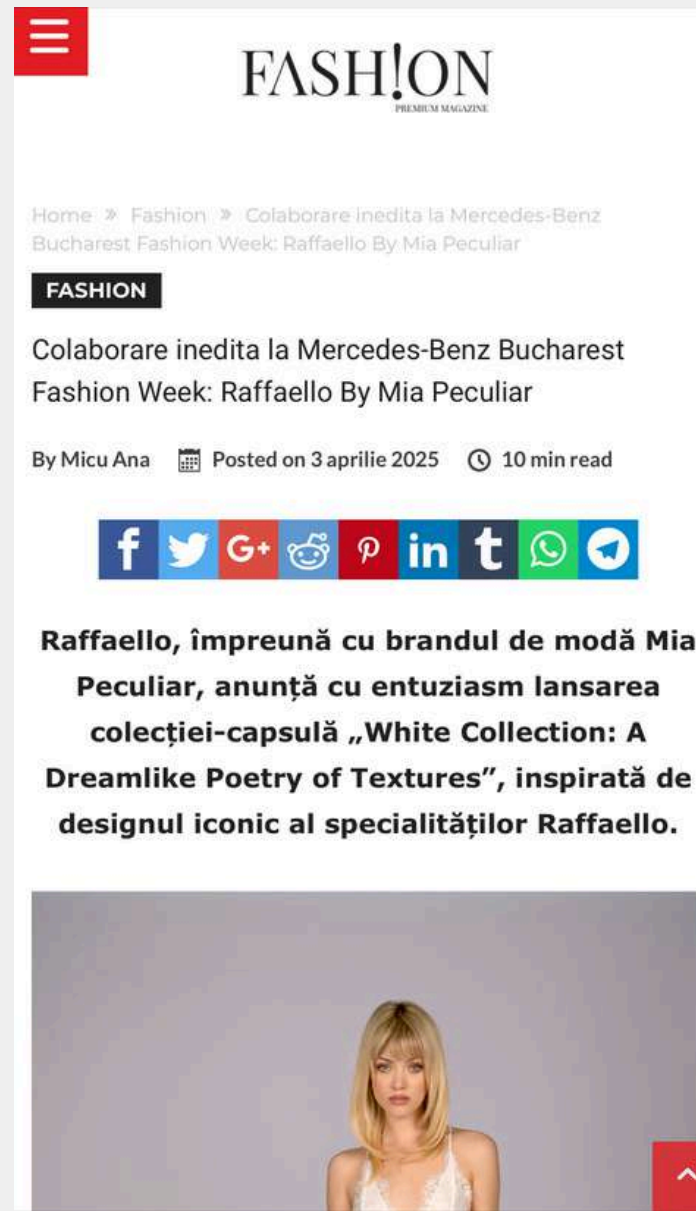 FASH!ON
PREMIUM MAGAZINE
Home » Fashion » Colaborare inedita la Mercedes-Benz
Bucharest Fashion Week: Raffaello By Mia Peculiar
FASHION
Colaborare inedita la Mercedes-Benz Bucharest
Fashion Week: Raffaello By Mia Peculiar
By Micu Ana Posted on 3 aprilie 2025 10 min read
f G+ in t
Raffaello, împreună cu brandul de modă Mia
Peculiar, anunță cu entuziasm lansarea
colecției-capsulă „White Collection: A
Dreamlike Poetry of Textures”, inspirată de
designul iconic al specialităților Raffaello.